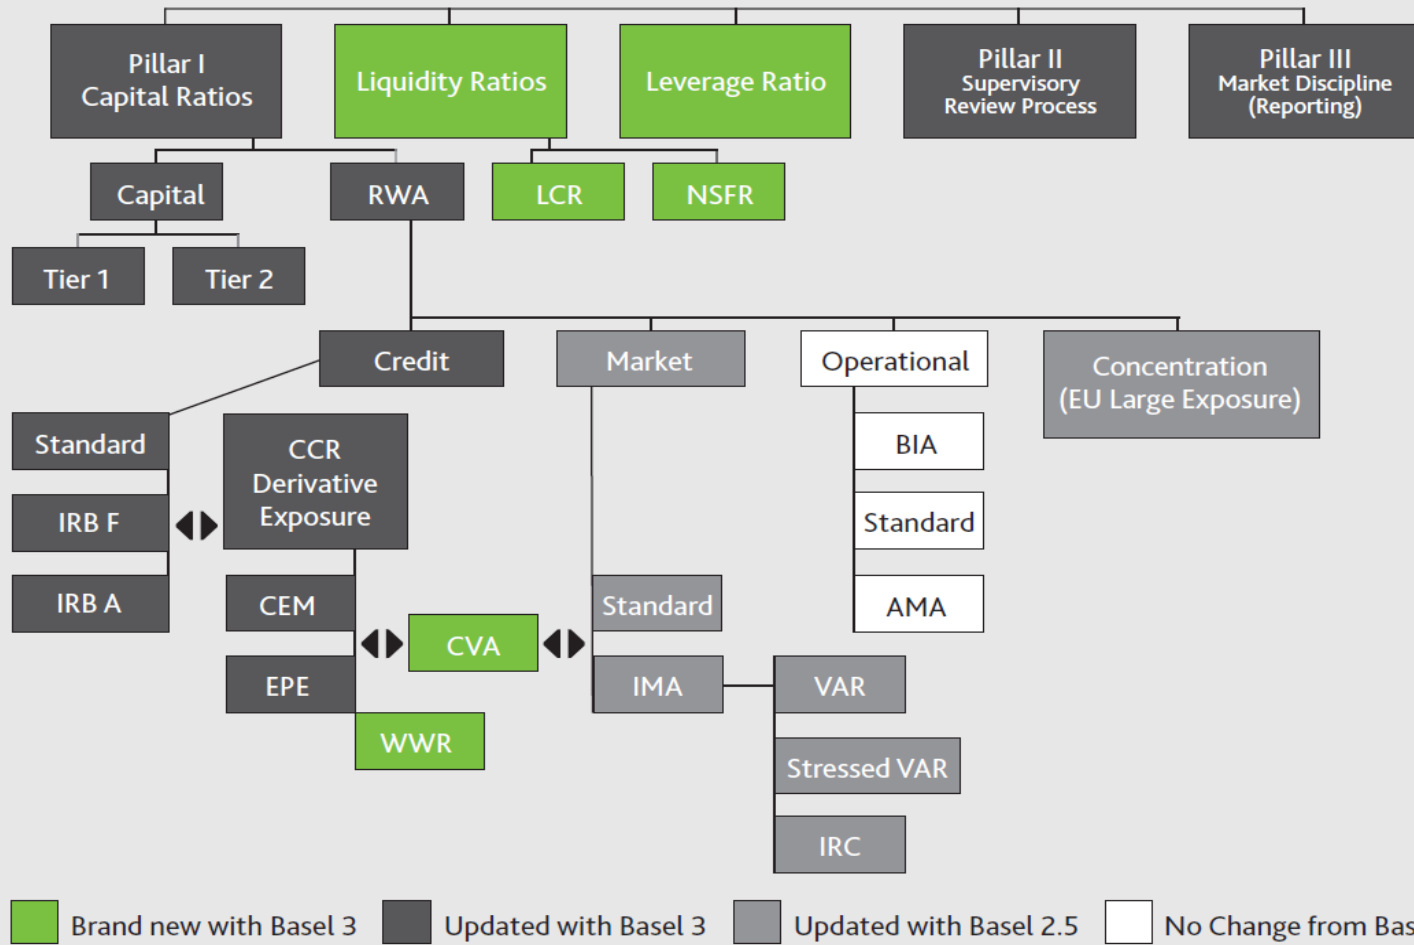 Pillar I
Capital Ratios
Liquidity Ratios
Leverage Ratio
Pillar II
Supervisory
Review Process
Pillar III
Market Discipline
(Reporting)
Capital
RWA
LCR
NSFR
Tier 1
Tier 2
Credit
Market
Operational
Concentration
(EU Large Exposure)
Standard
IRB F
IRB A
CCR
Derivative
Exposure
CEM
EPE
WWR
CVA
Standard
IMA
VAR
Stressed VAR
IRC
BIA
Standard
AMA
Brand new with Basel 3
Updated with Basel 3
Updated with Basel 2.5
No Change from Bas